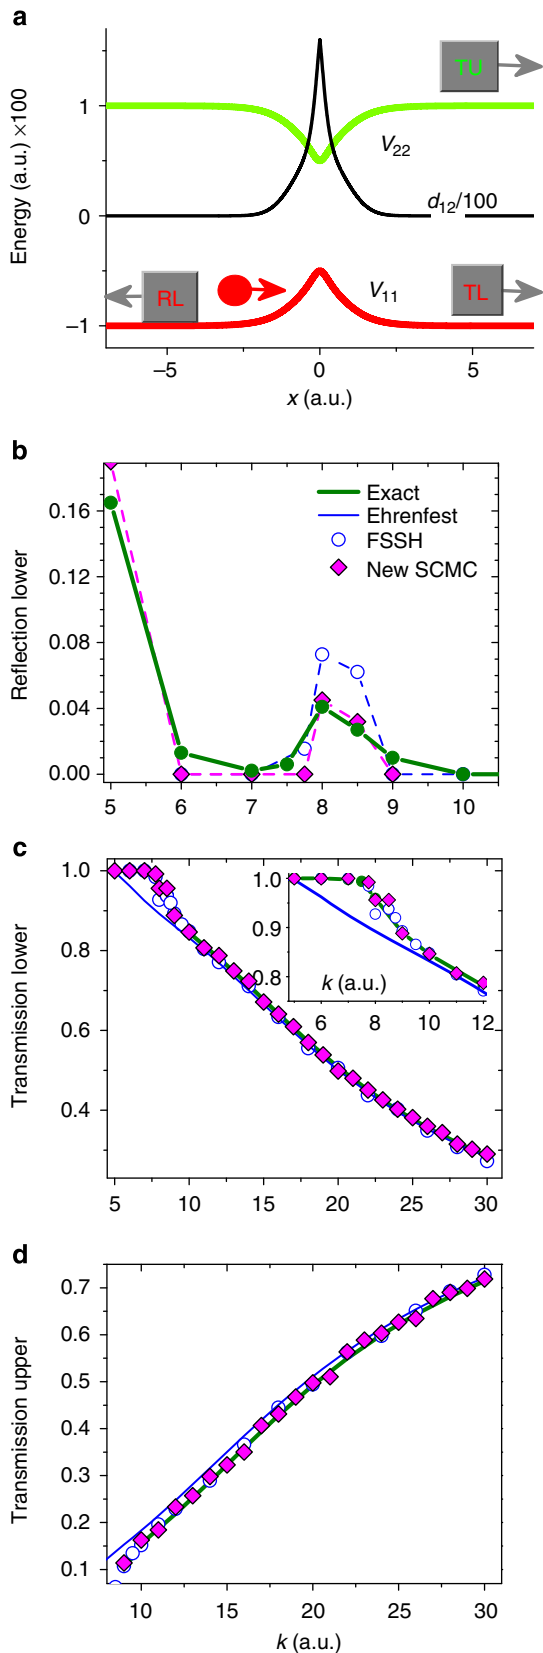 a
Energy (a.u.) ×100
1
0
–1
TU
V22
d12/100
RL
V11
TL
–5
0
5
x (a.u.)
b
Reflection lower
0.16
0.12
0.08
0.04
0.00
Exact
Ehrenfest
FSSH
New SCMC
5
6
7
8
9
10
c
Transmission lower
1.0
0.8
0.6
0.4
1.0
0.9
0.8
k (a.u.)
6
8
10
12
5
10
15
20
25
30
d
Transmission upper
0.7
0.6
0.5
0.4
0.3
0.2
0.1
10
15
20
25
30
k (a.u.)